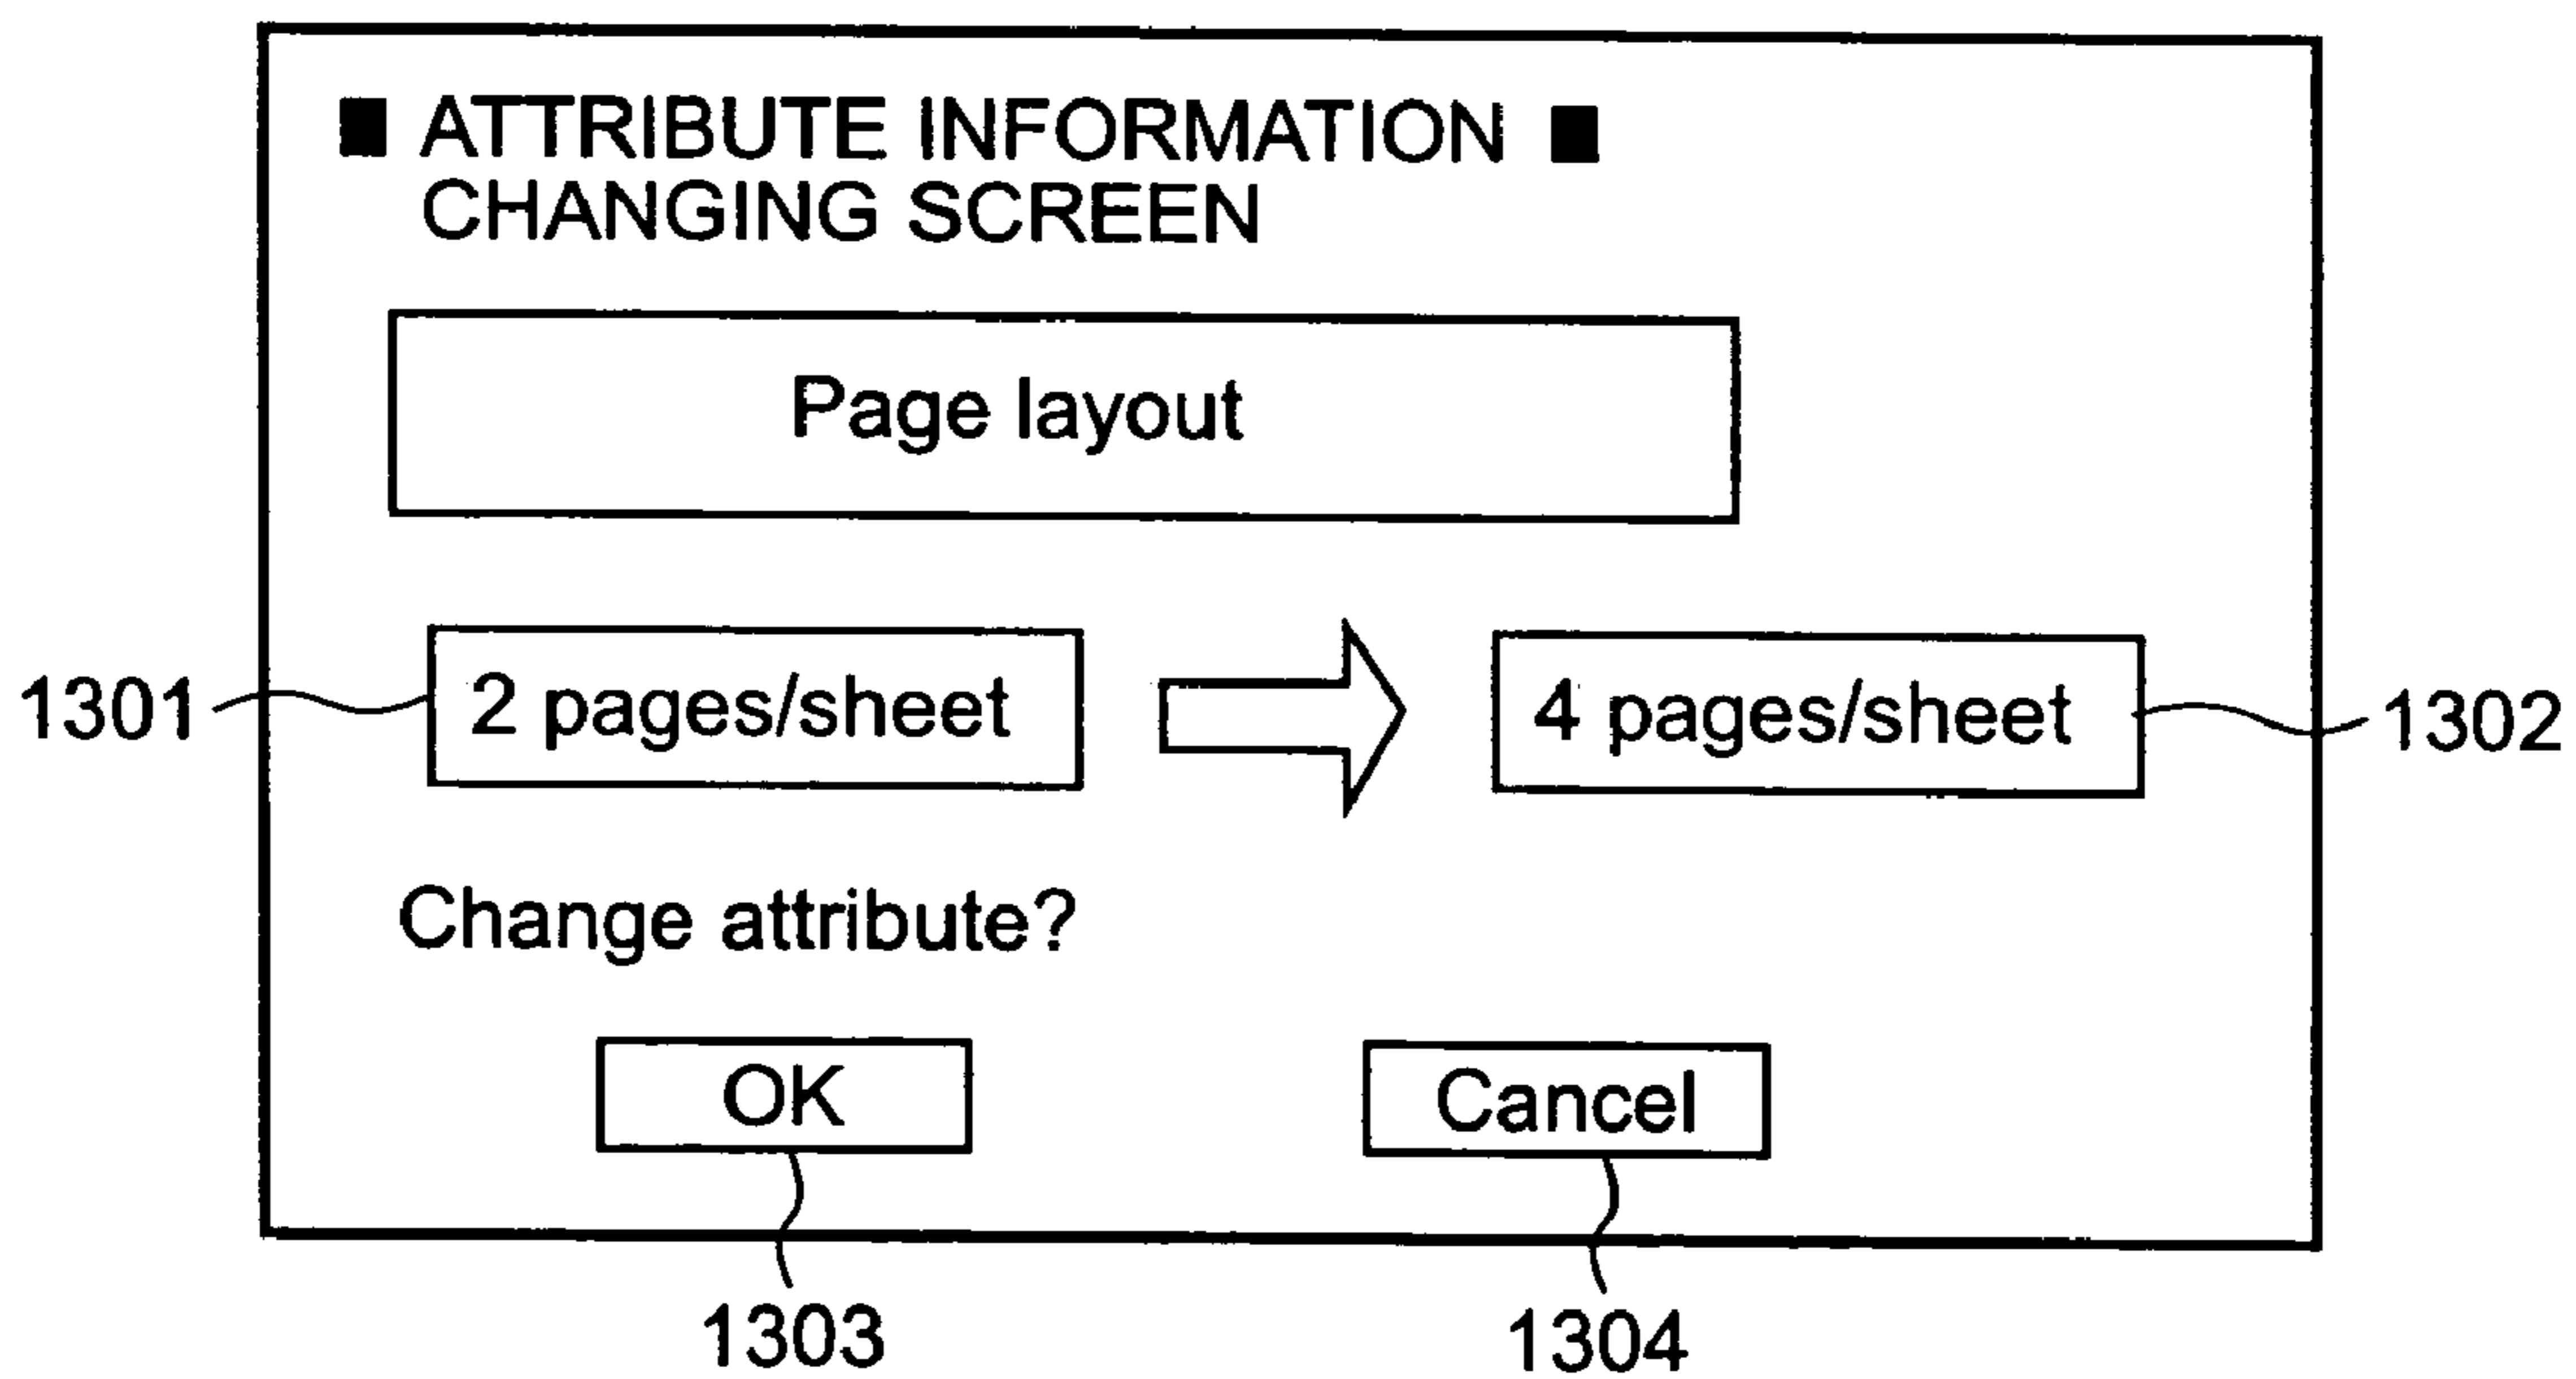 ■ ATTRIBUTE INFORMATION ■
CHANGING SCREEN
Page layout
1301 2 pages/sheet 4 pages/sheet 1302
Change attribute?
OK Cancel
1303 1304